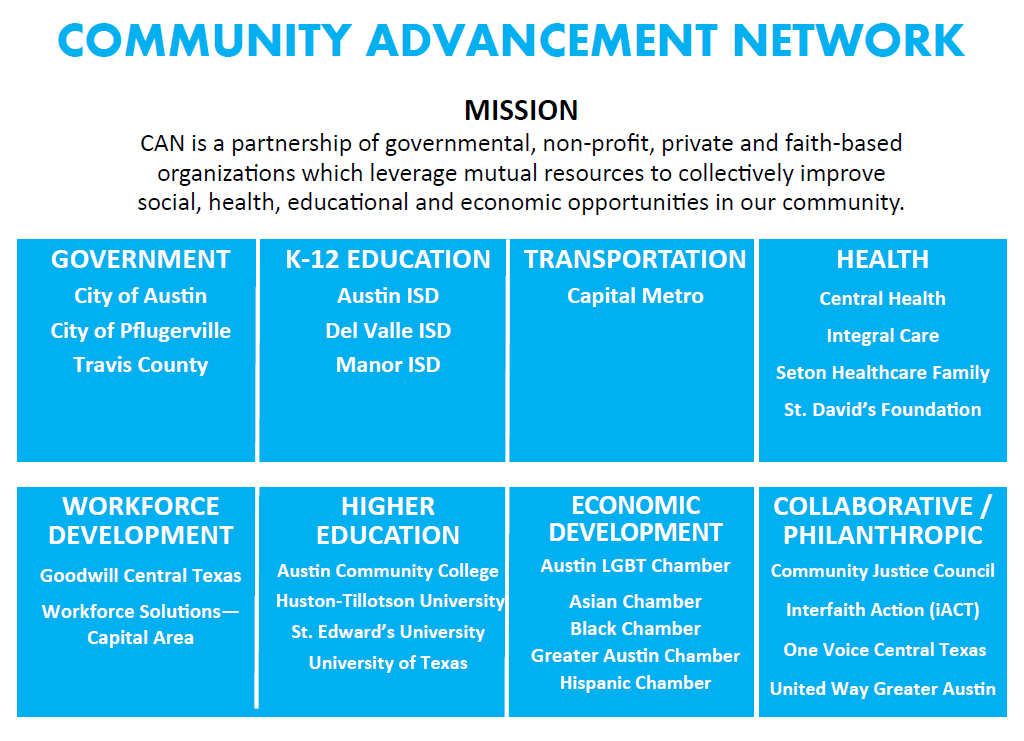 COMMUNITY ADVANCEMENT NETWORK
MISSION
CAN is a partnership of governmental, non-profit, private and faith-based
organizations which leverage mutual resources to collectively improve
social, health, educational and economic opportunities in our community.
GOVERNMENT
City of Austin
City of Pflugerville
Travis County
K-12 EDUCATION
Austin ISD
Del Valle ISD
Manor ISD
TRANSPORTATION
Capital Metro
HEALTH
Central Health
Integral Care
Seton Healthcare Family
St. David’s Foundation
WORKFORCE
DEVELOPMENT
Goodwill Central Texas
Workforce Solutions—
Capital Area
HIGHER
EDUCATION
Austin Community College
Huston-Tillotson University
St. Edward’s University
University of Texas
ECONOMIC
DEVELOPMENT
Austin LGBT Chamber
Asian Chamber
Black Chamber
Greater Austin Chamber
Hispanic Chamber
COLLABORATIVE /
PHILANTHROPIC
Community Justice Council
Interfaith Action (iACT)
One Voice Central Texas
United Way Greater Austin